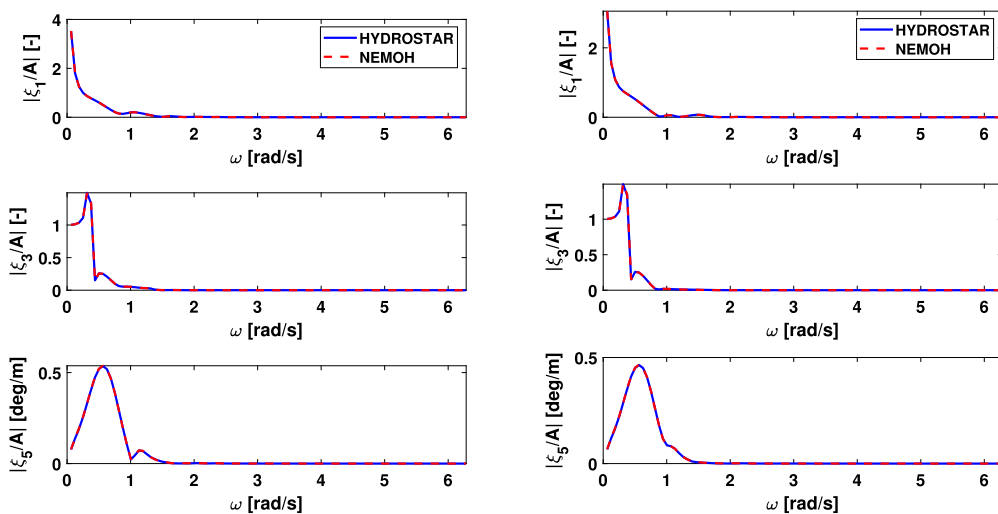 |ξ1/A| [-]
4
2
0
HYDROSTAR
NEMOH
0 1 2 3 4 5 6
ω [rad/s]
|ξ3/A| [-]
1
0.5
0
0 1 2 3 4 5 6
ω [rad/s]
|ξ5/A| [deg/m]
0.5
0
0 1 2 3 4 5 6
ω [rad/s]
|ξ1/A| [-]
2
0
HYDROSTAR
NEMOH
0 1 2 3 4 5 6
ω [rad/s]
|ξ3/A| [-]
1
0.5
0
0 1 2 3 4 5 6
ω [rad/s]
|ξ5/A| [deg/m]
0.5
0
0 1 2 3 4 5 6
ω [rad/s]